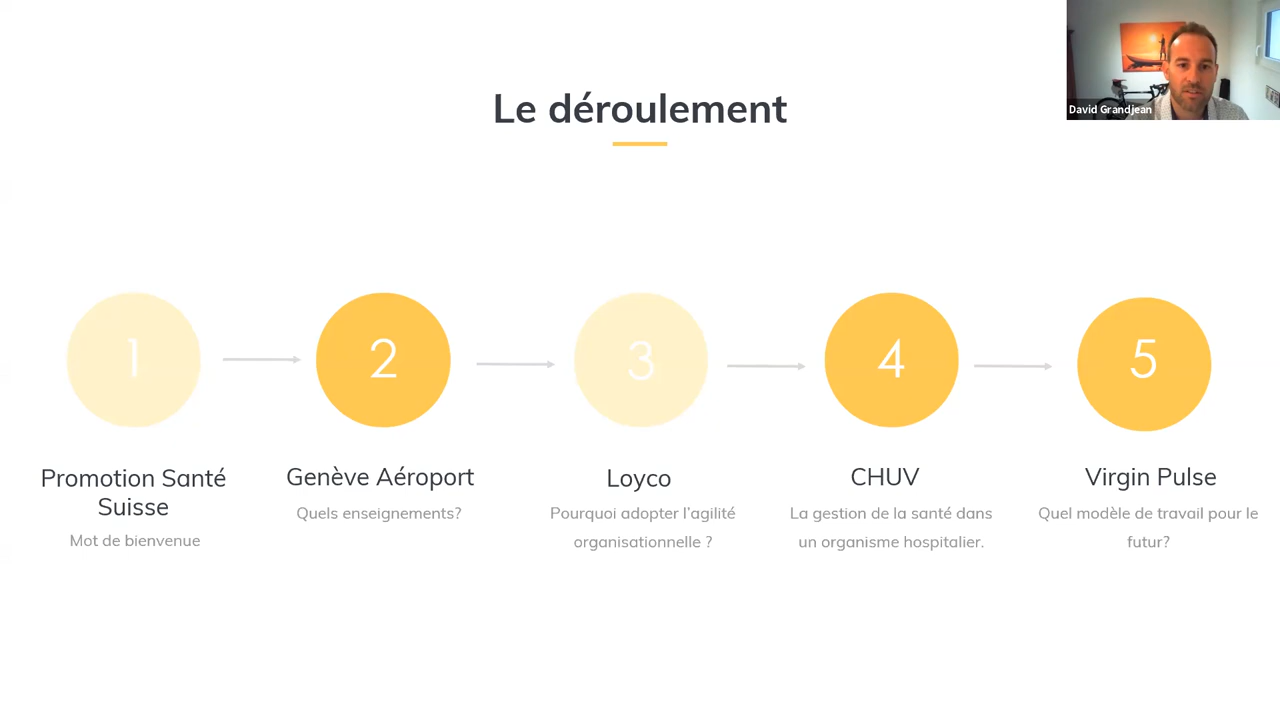 Le déroulement
David Grandjean
1
2
3
4
5
Promotion Santé
Suisse
Mot de bienvenue
Genève Aéroport
Quels enseignements?
Loyco
Pourquoi adopter l'agilité
organisationnelle ?
CHUV
La gestion de la santé dans
un organisme hospitalier.
Virgin Pulse
Quel modèle de travail pour le
futur?